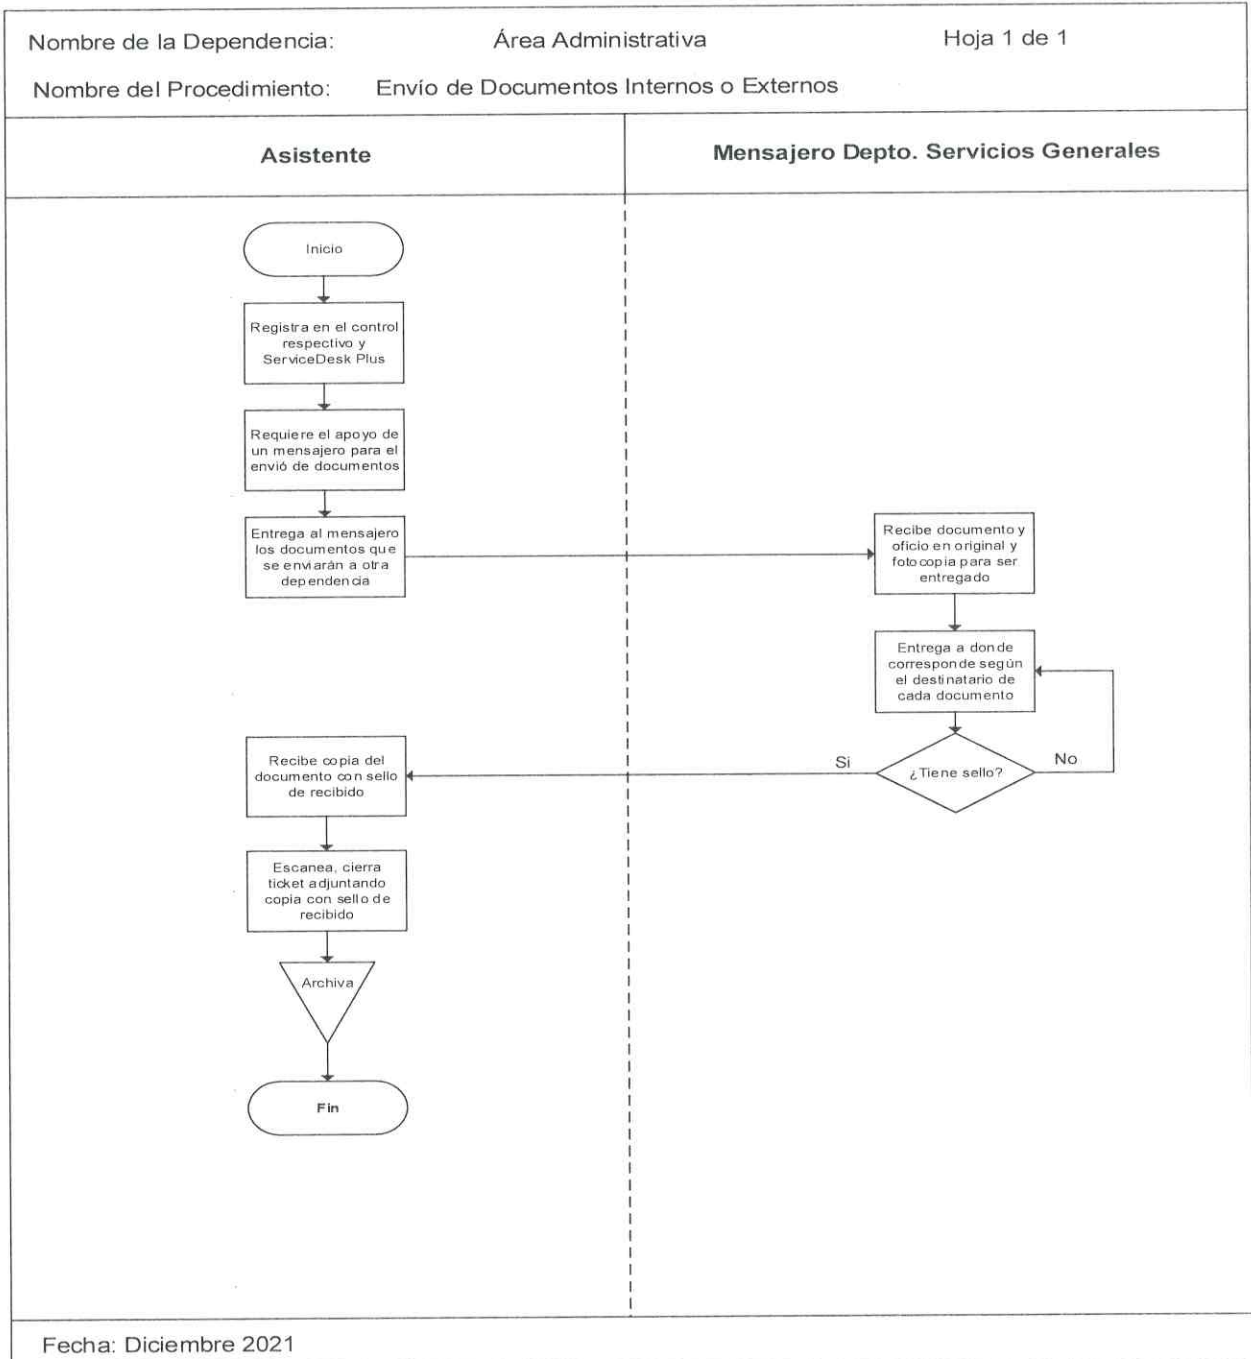 Nombre de la Dependencia: Área Administrativa Hoja 1 de 1
Nombre del Procedimiento: Envío de Documentos Internos o Externos
Asistente
Mensajero Depto. Servicios Generales
Inicio
Registra en el control
respectivo y
ServiceDesk Plus
Requiere el apoyo de
un mensajero para el
envió de documentos
Entrega al mensajero
los documentos que
se enviarán a otra
dependencia
Recibe documento y
oficio en original y
fotocopia para ser
entregado
Entrega a donde
corresponde según
el destinatario de
cada documento
¿Tiene sello?
No
Si
Recibe copia del
documento con sello
de recibido
Escanea, cierra
ticket adjuntando
copia con sello de
recibido
Archiva
Fin
Fecha: Diciembre 2021